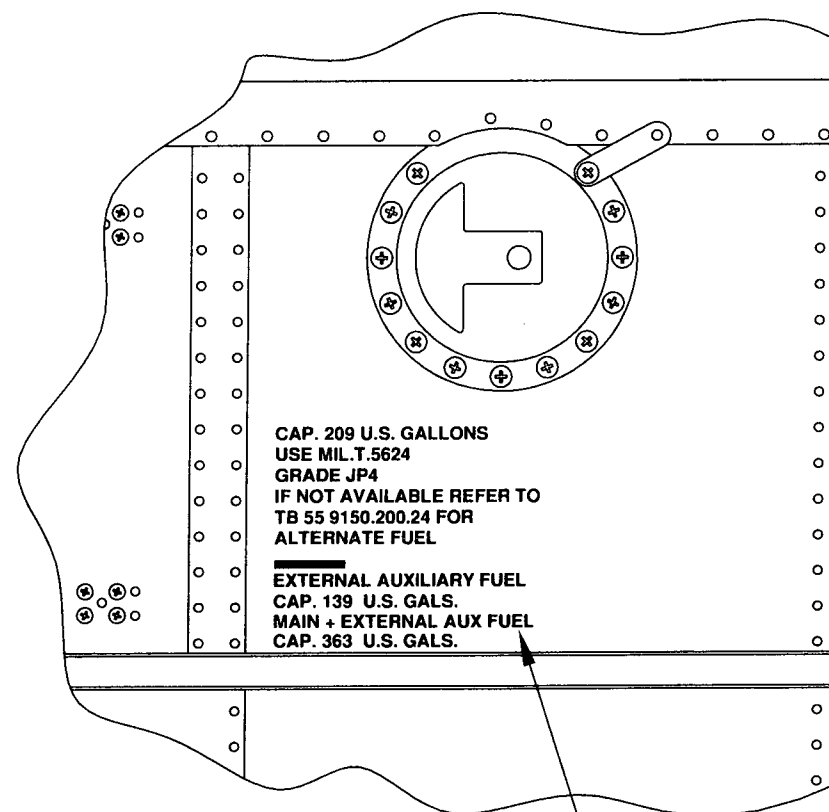 CAP. 209 U.S. GALLONS
USE MIL.T.5624
GRADE JP4
IF NOT AVAILABLE REFER TO
TB 55 9150.200.24 FOR
ALTERNATE FUEL
EXTERNAL AUXILIARY FUEL
CAP. 139 U.S. GALS.
MAIN + EXTERNAL AUX FUEL
CAP. 363 U.S. GALS.